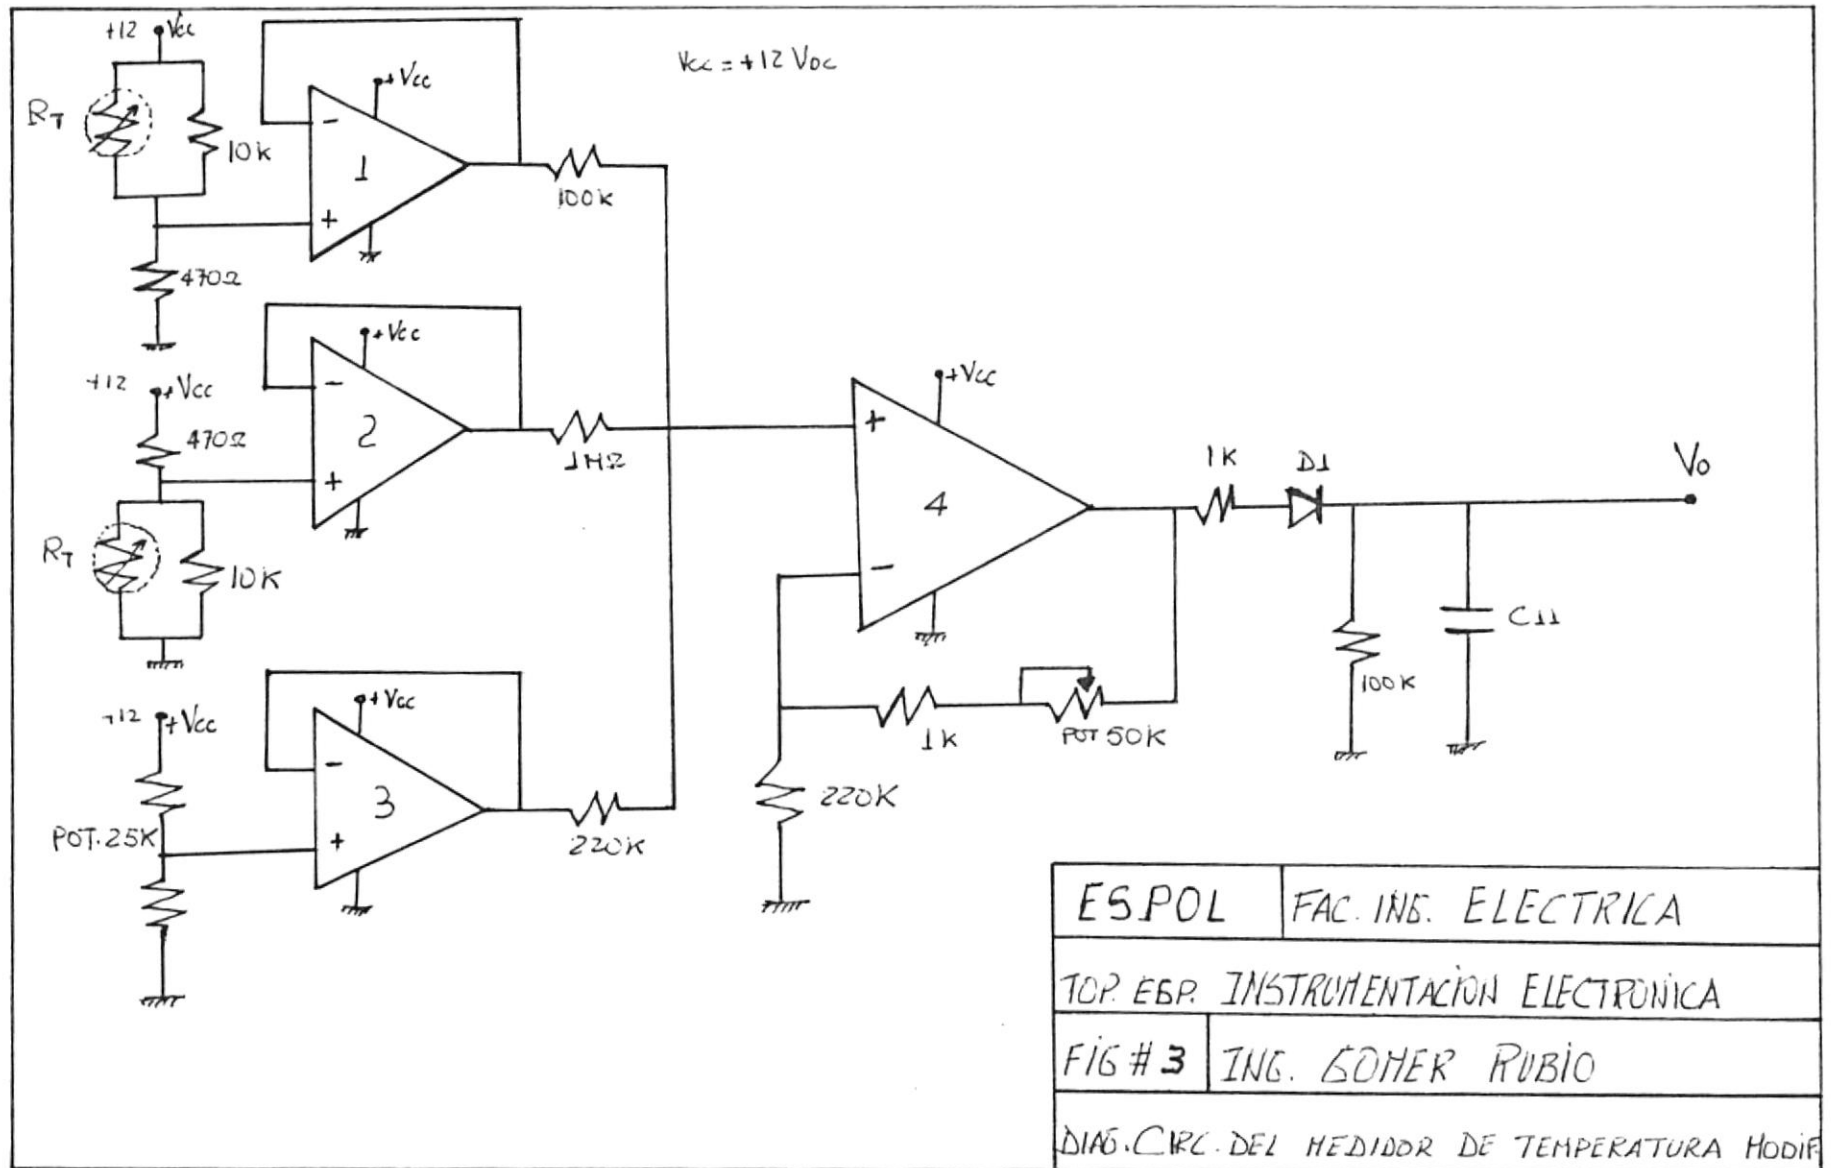 +12 Vcc
Vcc = +12 VDC
+Vcc
RT
10K
1
100K
470Ω
+12 +Vcc
+Vcc
470Ω
2
1MΩ
RT
10K
+Vcc
4
1K
D1
Vo
C11
100K
+12 +Vcc
+Vcc
POT.25K
3
220K
1K
POT 50K
220K
ESPOL
FAC. ING. ELECTRICA
TOP. ESP. INSTRUMENTACION ELECTRONICA
FIG # 3
ING. GOMER RUBIO
DIAG. CIRC. DEL MEDIDOR DE TEMPERATURA MODIF